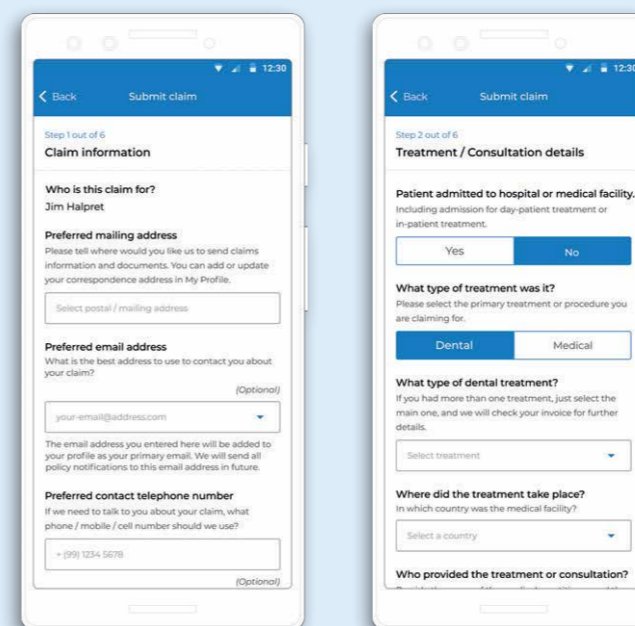 12:30
Back
Submit claim
Step 1 out of 6
Claim information
Who is this claim for?
Jim Halpret
Preferred mailing address
Please tell where would you like us to send claims
information and documents. You can add or update
your correspondence address in My Profile.
Select postal / mailing address
Preferred email address
What is the best address to use to contact you about
your claim?
(Optional)
your-email@address.com
The email address you entered here will be added to
your profile as your primary email. We will send all
policy notifications to this email address in future.
Preferred contact telephone number
If we need to talk to you about your claim, what
phone / mobile / cell number should we use?
+ (99) 1234 5678
(Optional)
12:30
Back
Submit claim
Step 2 out of 6
Treatment / Consultation details
Patient admitted to hospital or medical facility.
Including admission for day-patient treatment or
in-patient treatment.
Yes
No
What type of treatment was it?
Please select the primary treatment or procedure you
are claiming for.
Dental
Medical
What type of dental treatment?
If you had more than one treatment, just select the
main one, and we will check your invoice for further
details.
Select treatment
Where did the treatment take place?
In which country was the medical facility?
Select a country
Who provided the treatment or consultation?